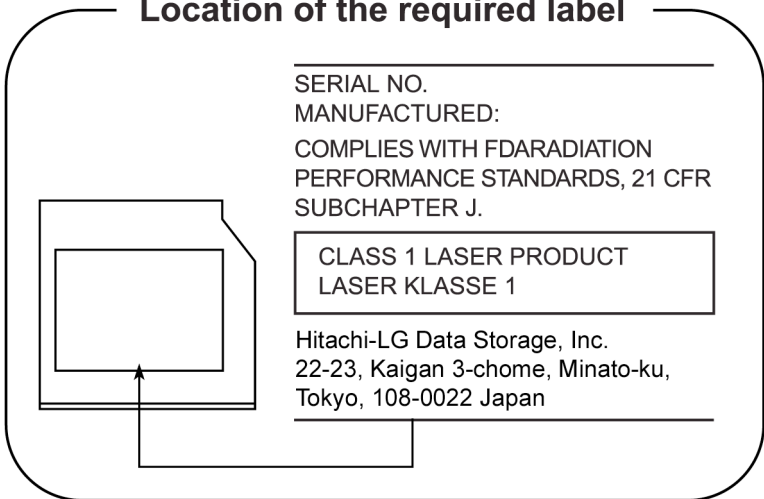 Location of the required label
SERIAL NO.
MANUFACTURED:
COMPLIES WITH FDARADIATION
PERFORMANCE STANDARDS, 21 CFR
SUBCHAPTER J.
CLASS 1 LASER PRODUCT
LASER KLASSE 1
Hitachi-LG Data Storage, Inc.
22-23, Kaigan 3-chome, Minato-ku,
Tokyo, 108-0022 Japan